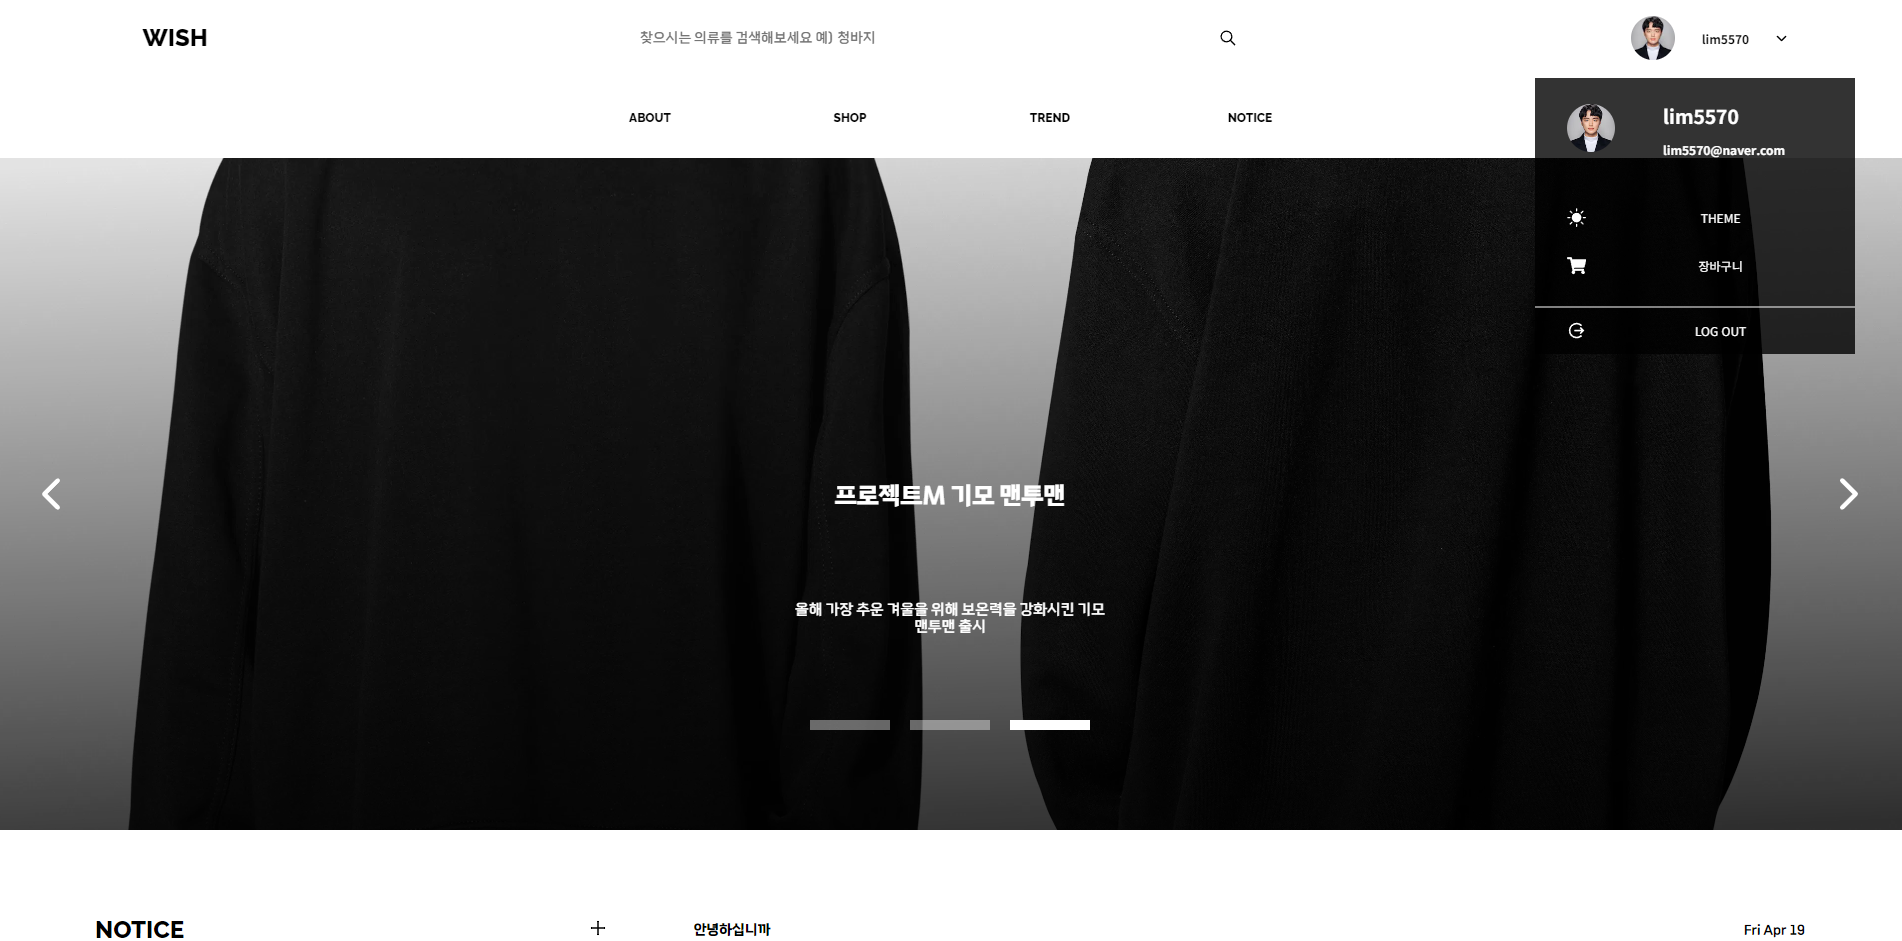 WISH
찾으시는 의류를 검색해보세요 예) 청바지
lim5570
ABOUT
SHOP
TREND
NOTICE
lim5570
lim5570@naver.com
THEME
장바구니
LOG OUT
프로젝트M 기모 맨투맨
올해 가장 추운 겨울을 위해 보온력을 강화시킨 기모
맨투맨 출시
NOTICE
안녕하십니까
Fri Apr 19